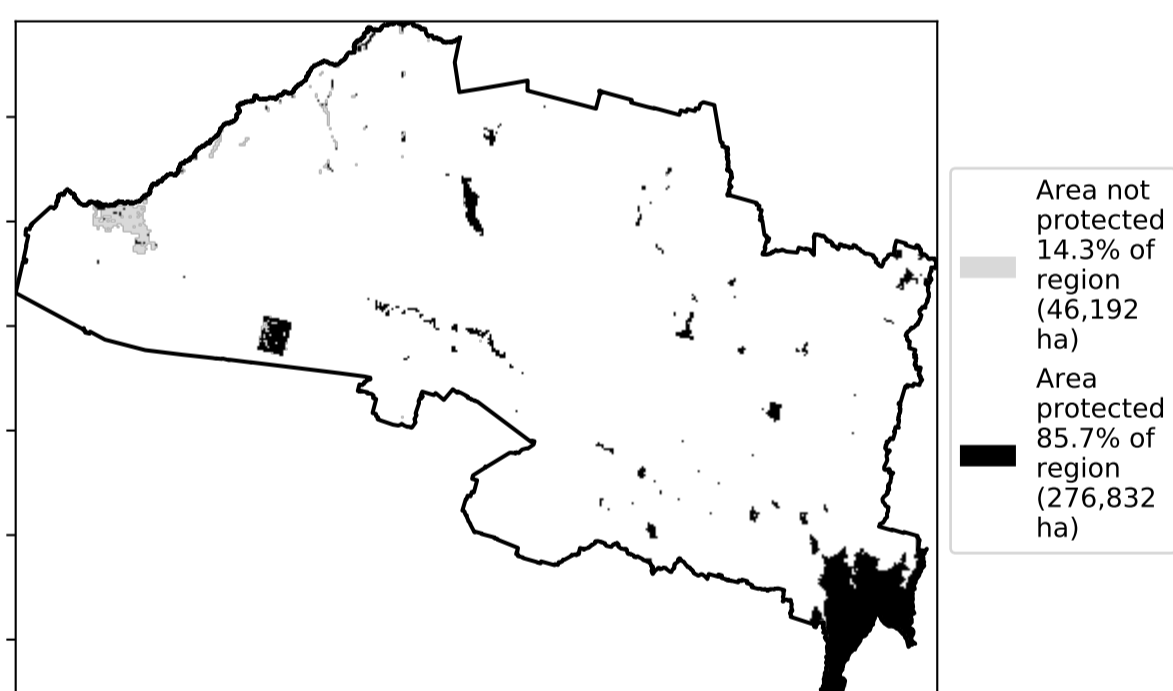 Area not
protected
14.3% of
region
(46,192
ha)
Area
protected
85.7% of
region
(276,832
ha)